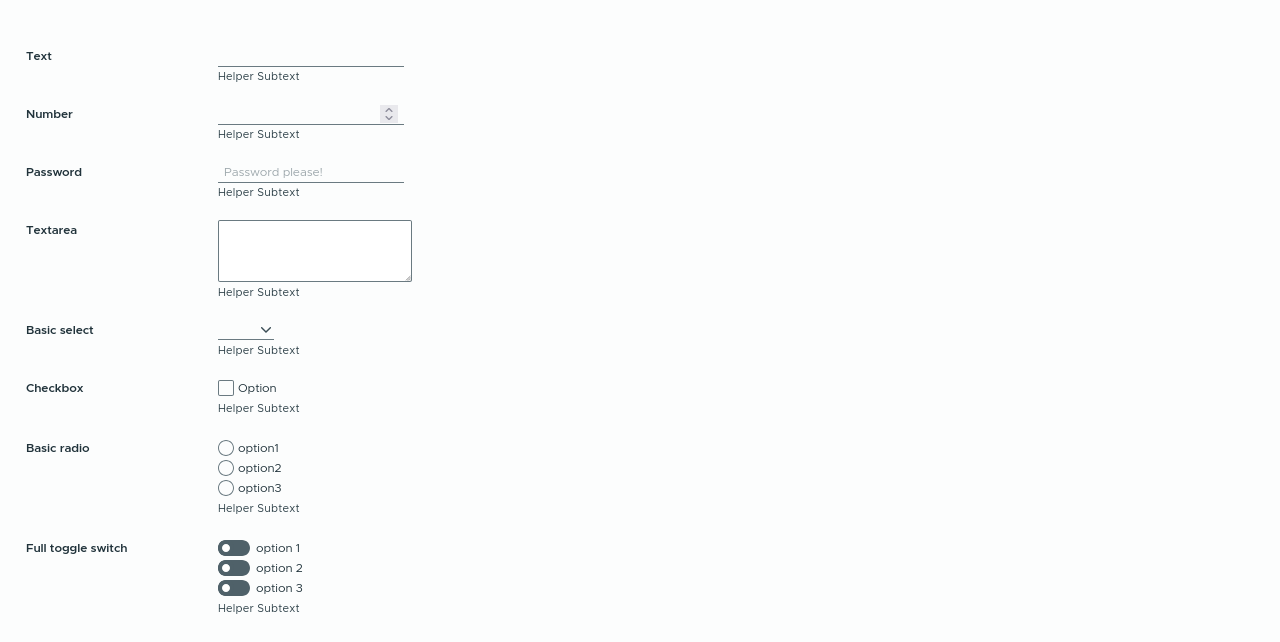 Text
Helper Subtext
Number
Helper Subtext
Password Password please!
Helper Subtext
Textarea
Helper Subtext
Basic select
Helper Subtext
Checkbox Option
Helper Subtext
Basic radio option1
option2
option3
Helper Subtext
Full toggle switch option 1
option 2
option 3
Helper Subtext